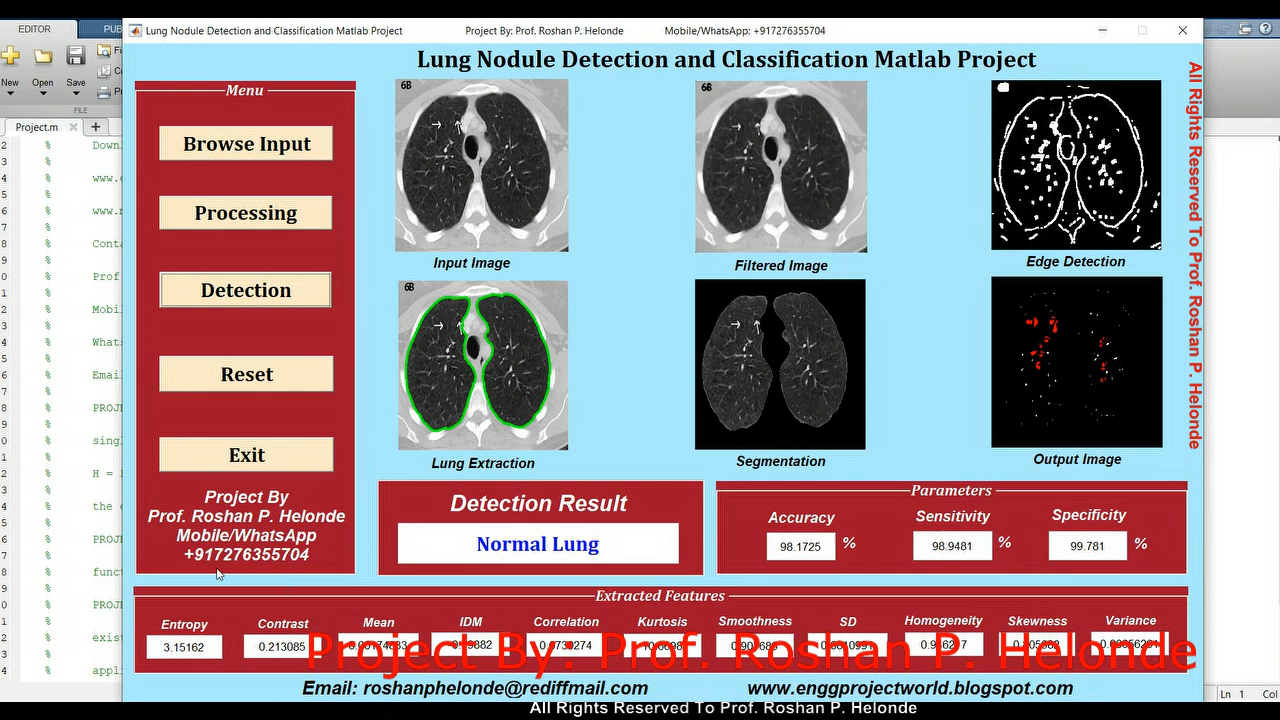 EDITOR
PUB
Lung Nodule Detection and Classification Matlab Project
Project By: Prof. Roshan P. Helonde
Mobile/WhatsApp: +917276355704
New
Open
Save
FILE
Project.m
Lung Nodule Detection and Classification Matlab Project
Menu
Browse Input
Processing
Detection
Reset
Exit
Project By
Prof. Roshan P. Helonde
Mobile/WhatsApp
+917276355704
6B
Input Image
6B
Filtered Image
Edge Detection
6B
Lung Extraction
Segmentation
Output Image
All Rights Reserved To Prof. Roshan P. Helonde
Detection Result
Normal Lung
Parameters
Accuracy
Sensitivity
Specificity
98.1725 %
98.9481 %
99.781 %
Extracted Features
Entropy
Contrast
Mean
IDM
Correlation
Kurtosis
Smoothness
SD
Homogeneity
Skewness
Variance
3.15162
0.213085
Project By: Prof. Roshan P. Helonde
Email: roshanphelonde@rediffmail.com
www.enggprojectworld.blogspot.com
All Rights Reserved To Prof. Roshan P. Helonde
Ln 1
Col